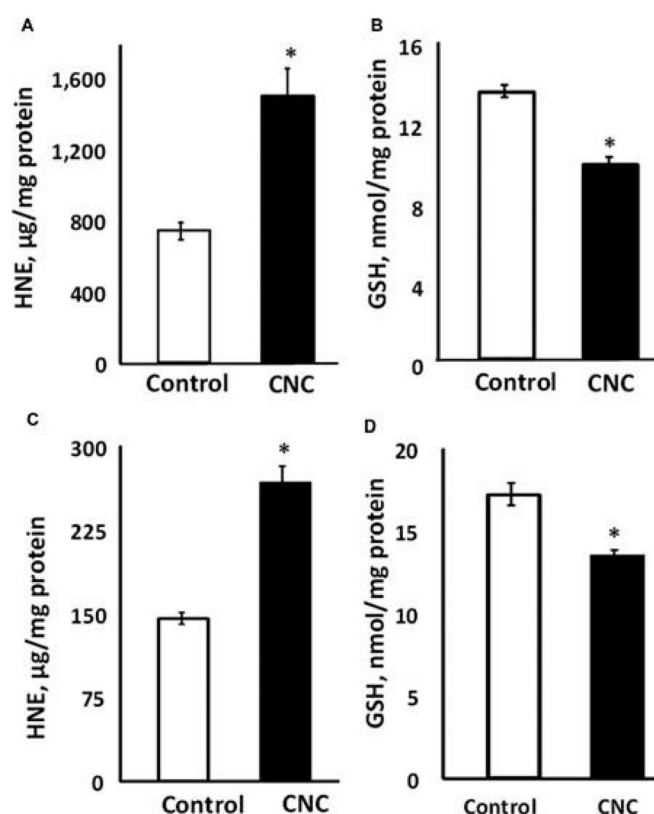 A
HNE, µg/mg protein
1,600
1,200
800
400
0
*
Control CNC
B
GSH, nmol/mg protein
16
12
8
4
0
*
Control CNC
C
HNE, µg/mg protein
300
225
150
75
0
*
Control CNC
D
GSH, nmol/mg protein
20
15
10
5
0
*
Control CNC